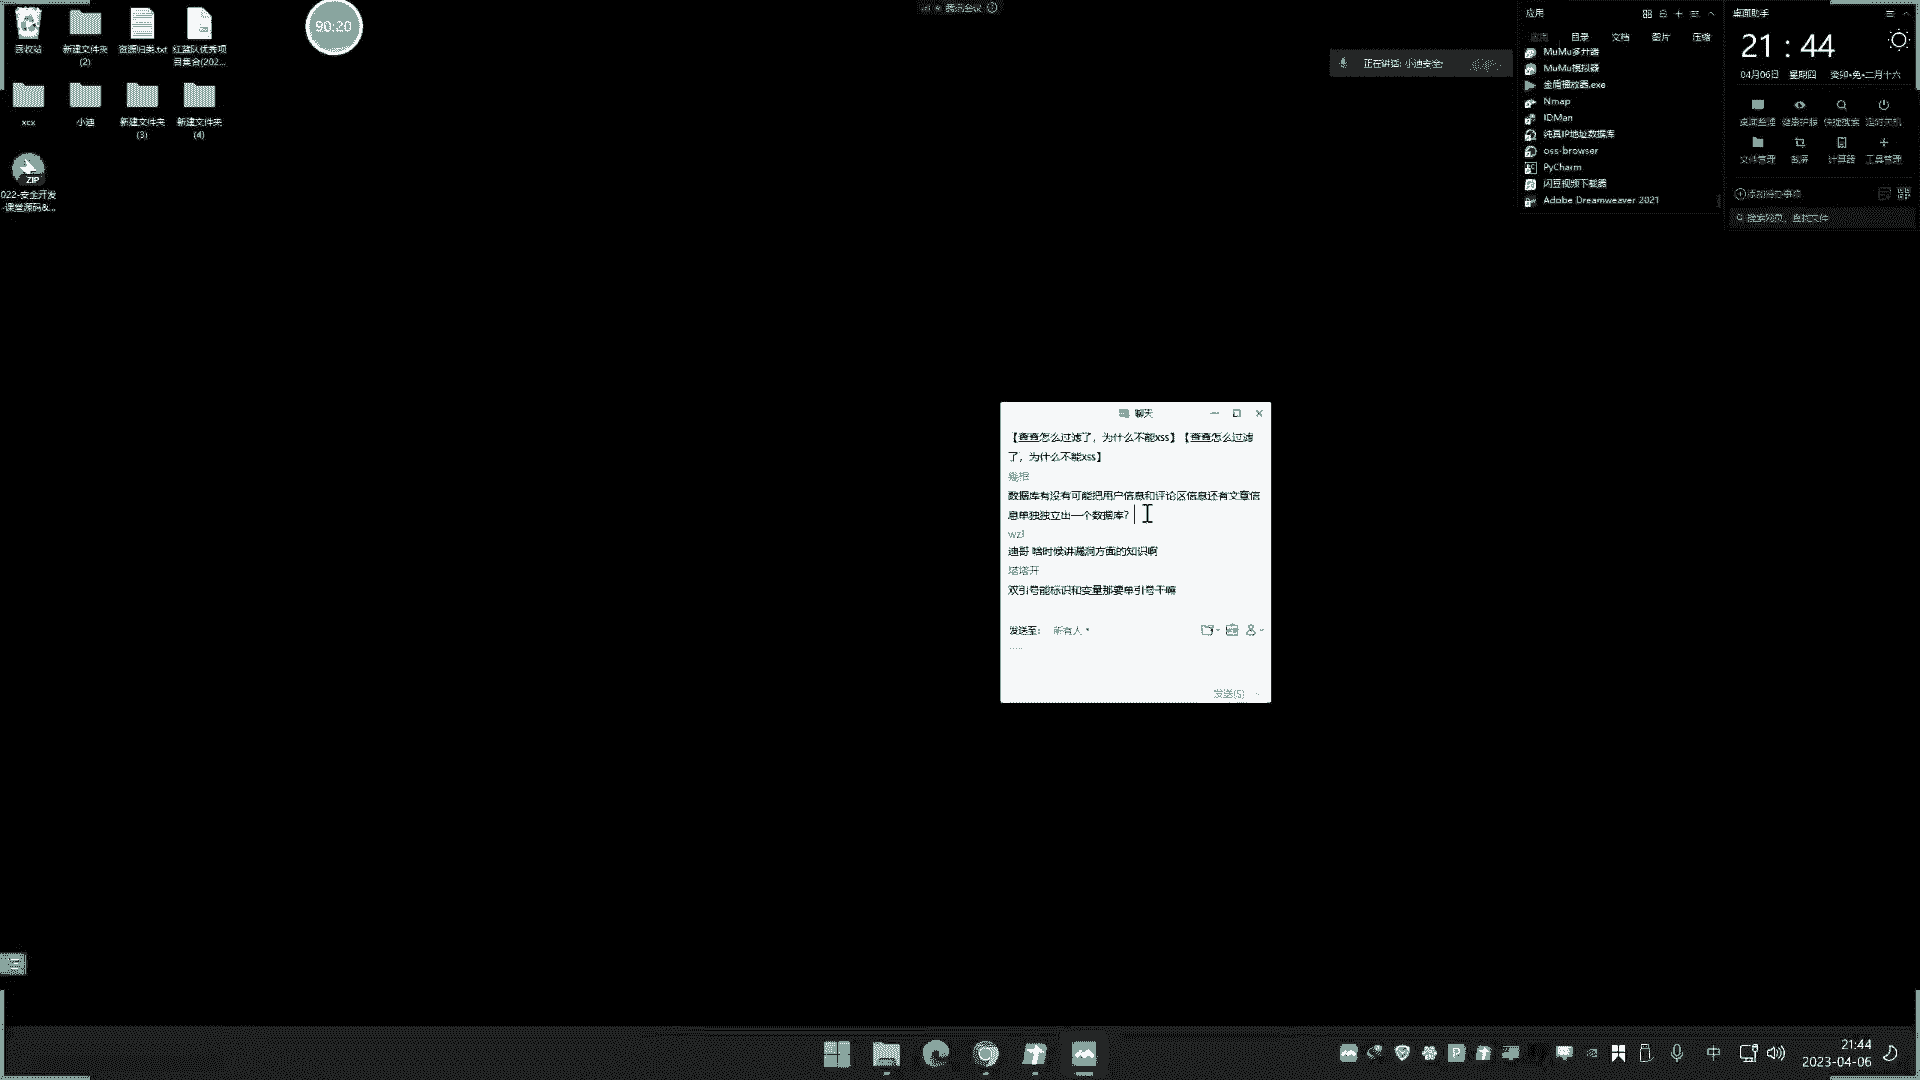 回收站
新建文件夹
(2)
资源归类.txt
红蓝队优秀项
目集合(202...
xcx
小迪
新建文件夹
(3)
新建文件夹
(4)
ZIP
022-安全开发
-课堂源码&...
90:20
腾讯会议
正在讲话: 小迪安全;
应用
目录
文档
图片
压缩
MuMu多开器
MuMu模拟器
金盾播放器.exe
Nmap
IDMan
纯真IP地址数据库
oss-browser
PyCharm
闪豆视频下载器
Adobe Dreamweaver 2021
桌面助手
21 : 44
04月06日 星期四 癸卯•兔•二月十六
桌面整理
健康护眼
快捷搜索
定时关机
文件管理
截屏
计算器
工具管理
添加待办事项
聊天
【查查怎么过滤了，为什么不能xss】【查查怎么过滤
了，为什么不能xss】
数据库有没有可能把用户信息和评论区信息还有文章信
息单独独立出一个数据库？
wzl
迪哥 啥时候讲漏洞方面的知识啊
塔塔开
双引号能标识和变量那要单引号干嘛
发送至: 所有人
发送(S)
中
21:44
2023-04-06